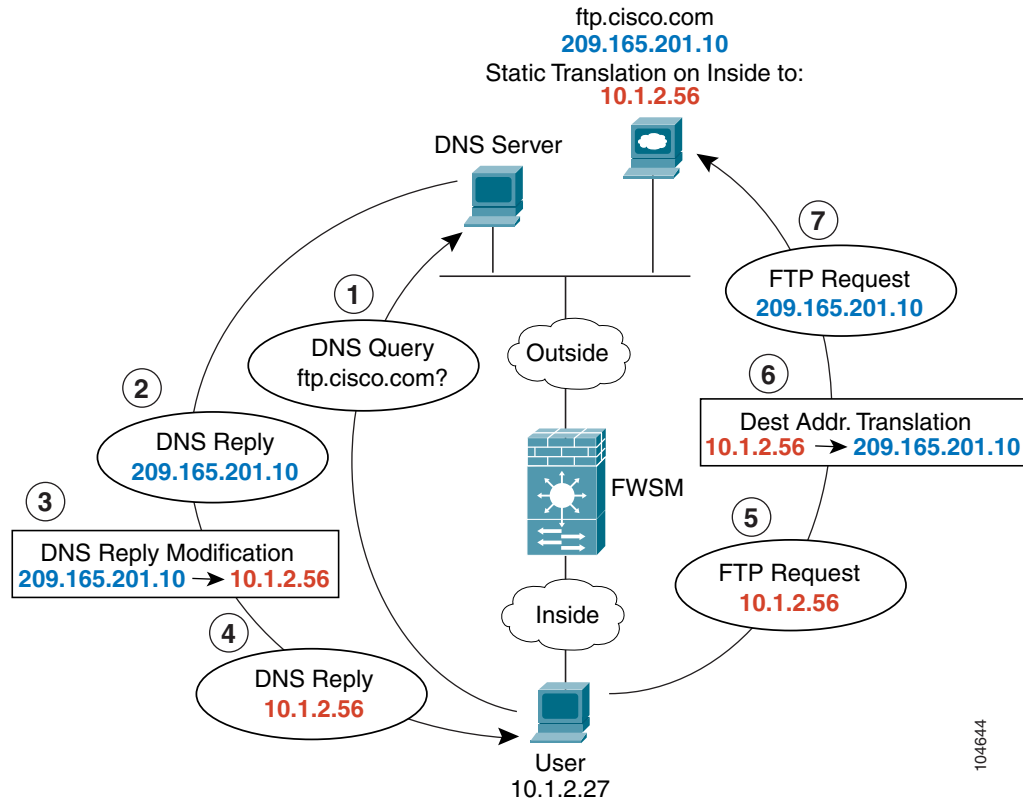 ftp.cisco.com
209.165.201.10
Static Translation on Inside to:
10.1.2.56
DNS Server
7
FTP Request
209.165.201.10
1
DNS Query
ftp.cisco.com?
Outside
2
DNS Reply
209.165.201.10
6
Dest Addr. Translation
10.1.2.56 → 209.165.201.10
FWSM
3
DNS Reply Modification
209.165.201.10 → 10.1.2.56
5
FTP Request
10.1.2.56
Inside
4
DNS Reply
10.1.2.56
User
10.1.2.27
104644